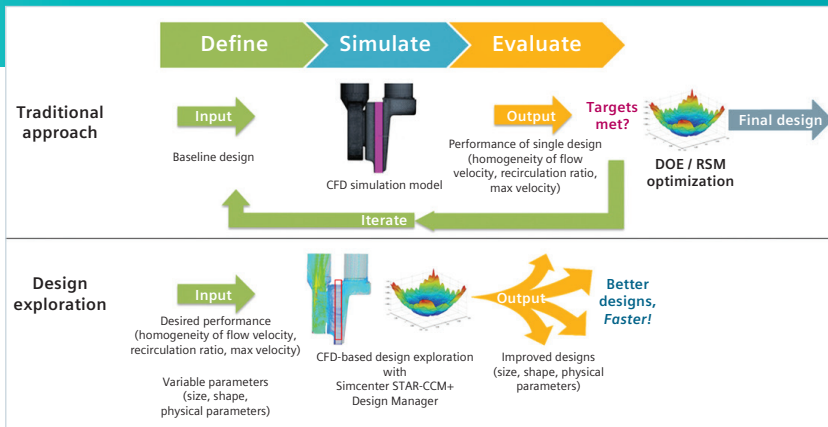 Define
Simulate
Evaluate
Traditional
approach
Input
Baseline design
CFD simulation model
Output
Performance of single design
(homogeneity of flow
velocity, recirculation ratio,
max velocity)
Targets
met?
DOE / RSM
optimization
Final design
Iterate
Design
exploration
Input
Desired performance
(homogeneity of flow velocity,
recirculation ratio, max velocity)
Variable parameters
(size, shape,
physical parameters)
CFD-based design exploration
with
Simcenter STAR-CCM+
Design Manager
Output
Improved designs
(size, shape, physical
parameters)
Better
designs,
Faster!